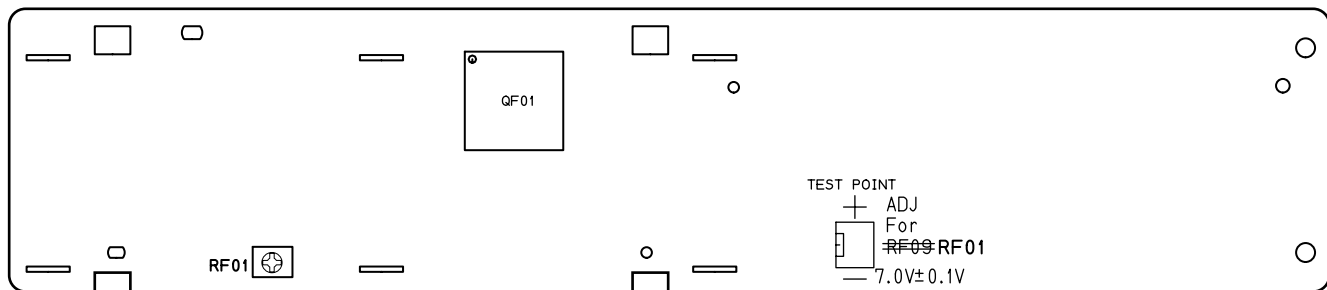 QF01
TEST POINT
+ ADJ
For
RF09 RF01
RF01
— 7.0V±0.1V